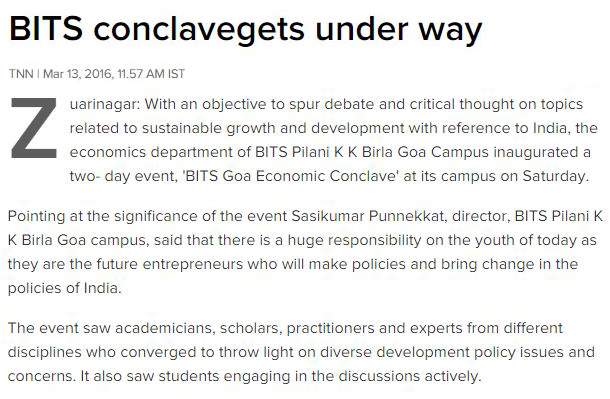 BITS conclavegets under way
TNN | Mar 13, 2016, 11.57 AM IST
Zuarinagar: With an objective to spur debate and critical thought on topics
related to sustainable growth and development with reference to India, the
economics department of BITS Pilani K K Birla Goa Campus inaugurated a
two- day event, 'BITS Goa Economic Conclave' at its campus on Saturday.
Pointing at the significance of the event Sasikumar Punnekkat, director, BITS Pilani K
K Birla Goa campus, said that there is a huge responsibility on the youth of today as
they are the future entrepreneurs who will make policies and bring change in the
policies of India.
The event saw academicians, scholars, practitioners and experts from different
disciplines who converged to throw light on diverse development policy issues and
concerns. It also saw students engaging in the discussions actively.